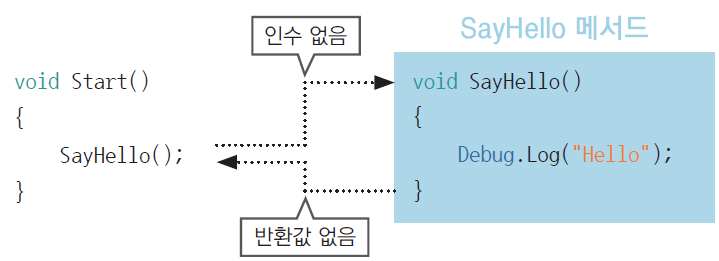 SayHello 메서드
인수 없음
void Start()
{
SayHello();
}
void SayHello()
{
Debug.Log("Hello");
}
반환값 없음